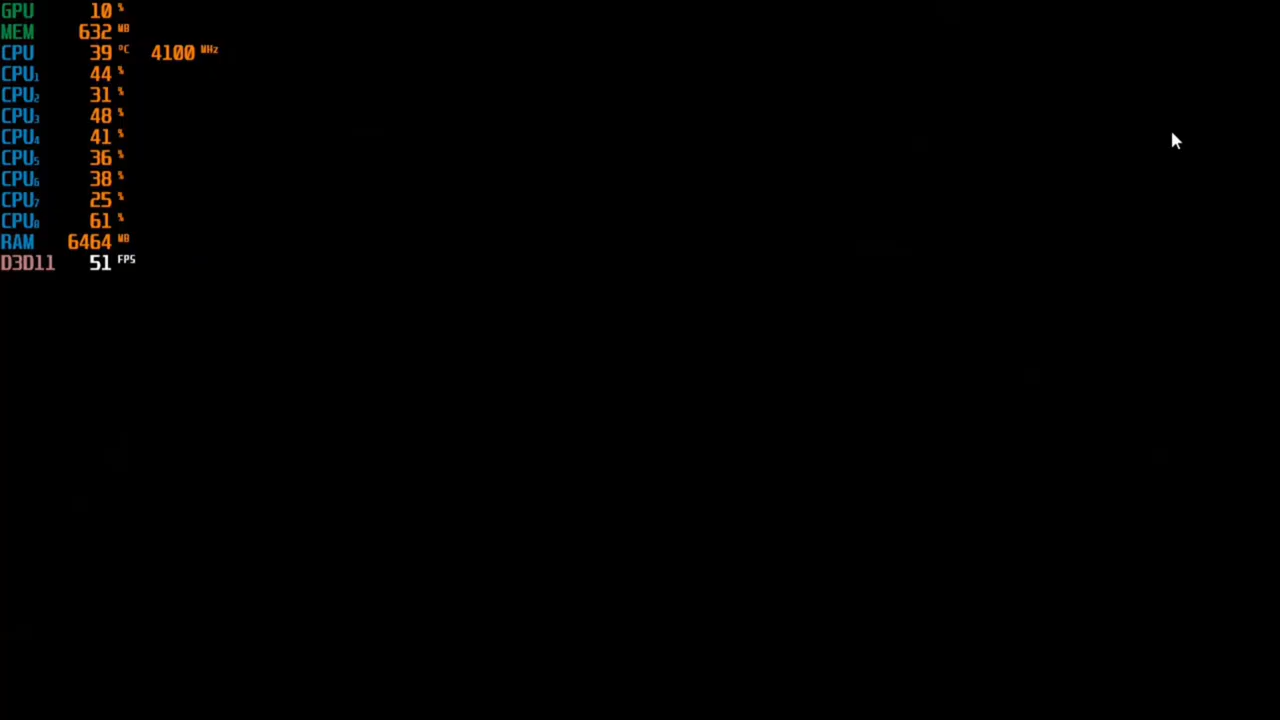 GPU 10 %
MEM 632 MB
CPU 39 °C 4100 MHz
CPU1 44 %
CPU2 31 %
CPU3 48 %
CPU4 41 %
CPU5 36 %
CPU6 38 %
CPU7 25 %
CPU8 61 %
RAM 6464 MB
D3D11 51 FPS